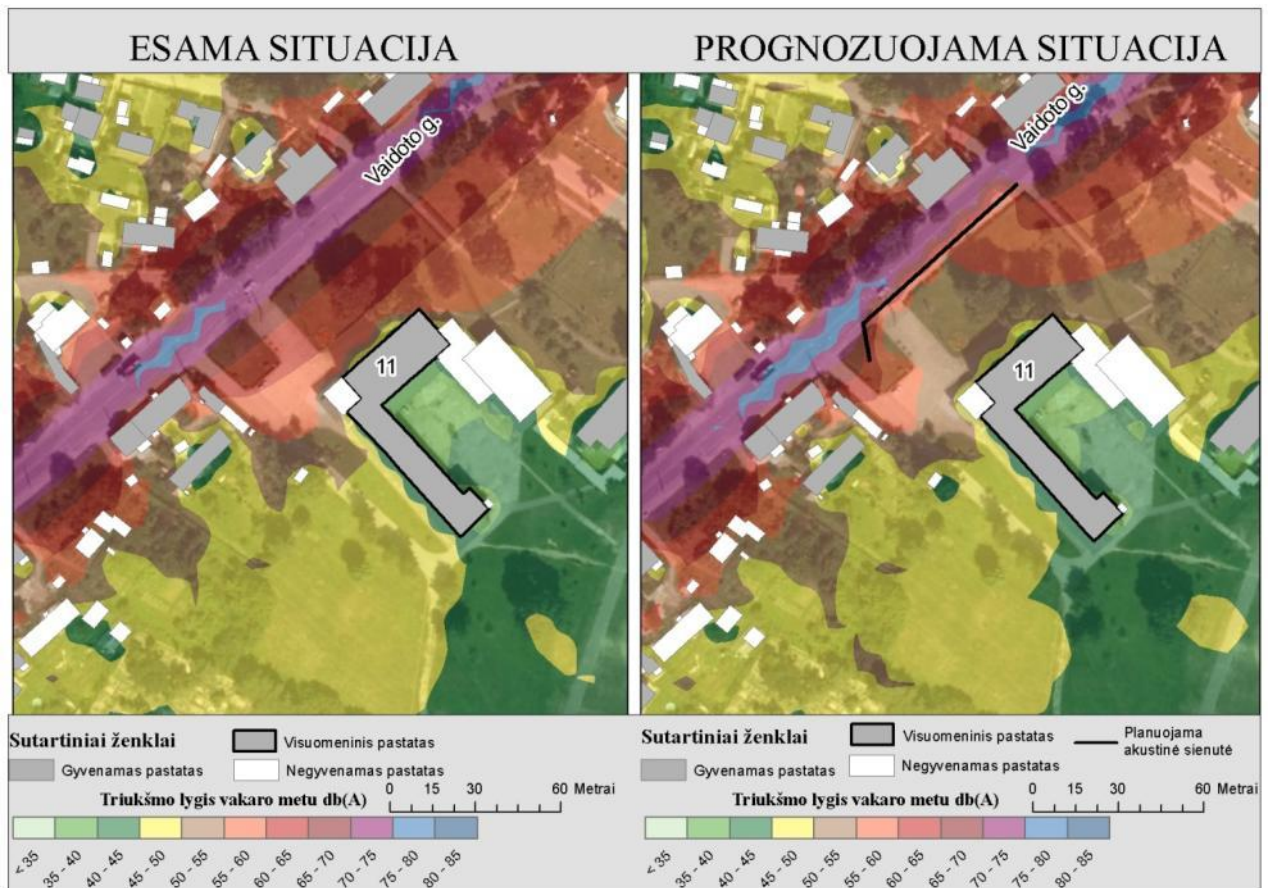 ESAMA SITUACIJA
PROGNOZUOJAMA SITUACIJA
Vaidoto g.
11
Vaidoto g.
11
Sutartiniai ženklai
Visuomeninis pastatas
Gyvenamas pastatas
Negyvenamas pastatas
Triukšmo lygis vakaro metu db(A)
0 15 30 60 Metrai
< 35 35 - 40 40 - 45 45 - 50 50 - 55 55 - 60 60 - 65 65 - 70 70 - 75 75 - 80 80 - 85
Sutartiniai ženklai
Visuomeninis pastatas
Planuojama
akustinė sienutė
Gyvenamas pastatas
Negyvenamas pastatas
Triukšmo lygis vakaro metu db(A)
0 15 30 60 Metrai
< 35 35 - 40 40 - 45 45 - 50 50 - 55 55 - 60 60 - 65 65 - 70 70 - 75 75 - 80 80 - 85